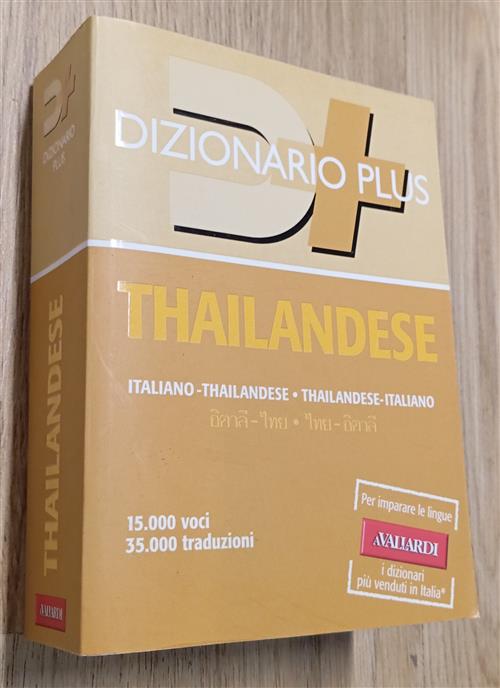 D+
DIZIONARIO
PLUS
THAILANDESE
A.VALLARDI
D+
DIZIONARIO PLUS
THAILANDESE
ITALIANO-THAILANDESE • THAILANDESE-ITALIANO
อิตาลี - ไทย • ไทย - อิตาลี
15.000 voci
35.000 traduzioni
Per imparare le lingue
A.VALLARDI
i dizionari
più venduti in Italia*